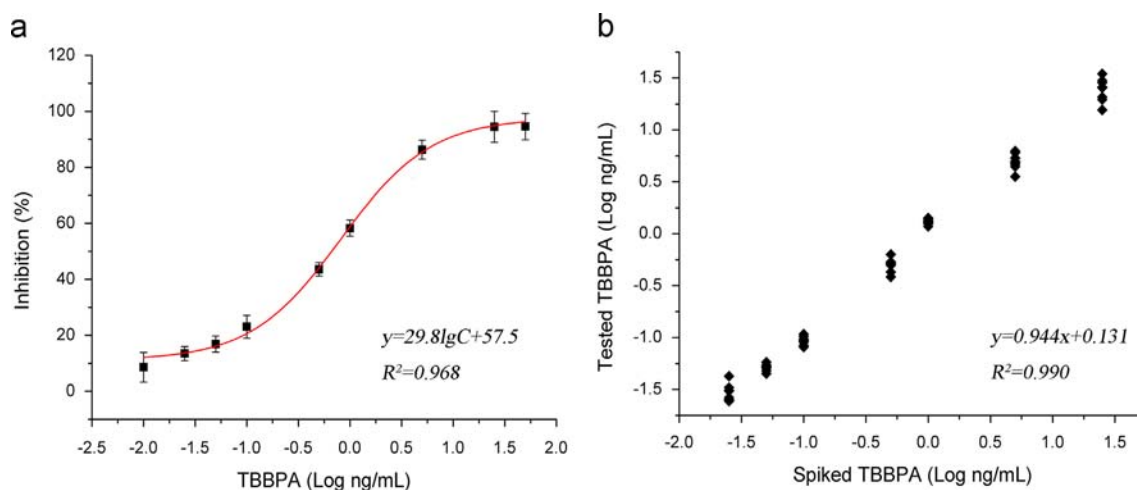 a
120
100
80
60
40
20
0
Inhibition (%)
-2.5 -2.0 -1.5 -1.0 -0.5 0.0 0.5 1.0 1.5 2.0
TBBPA (Log ng/mL)
y=29.8lgC+57.5
R²=0.968
b
1.5
1.0
0.5
0.0
-0.5
-1.0
-1.5
Tested TBBPA (Log ng/mL)
-2.0 -1.5 -1.0 -0.5 0.0 0.5 1.0 1.5
Spiked TBBPA (Log ng/mL)
y=0.944x+0.131
R²=0.990